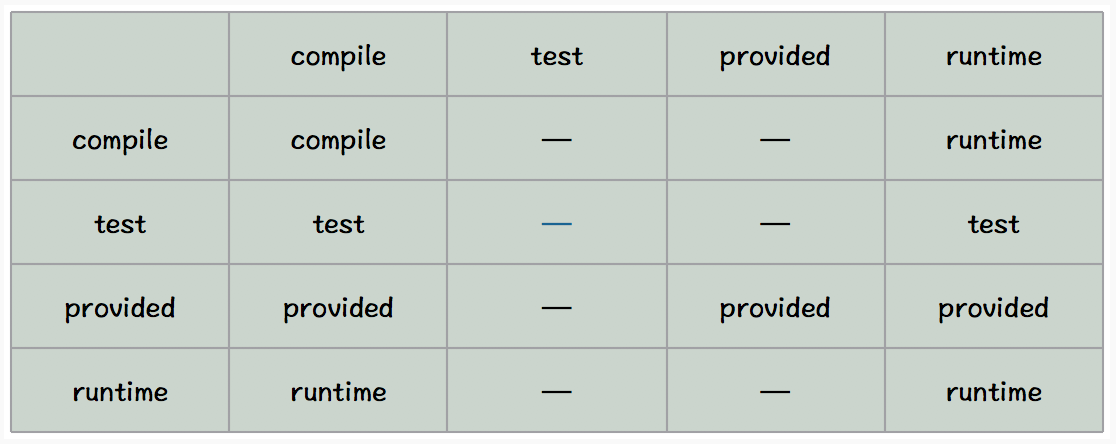 compile test provided runtime
compile compile — — runtime
test test — — test
provided provided — provided provided
runtime runtime — — runtime